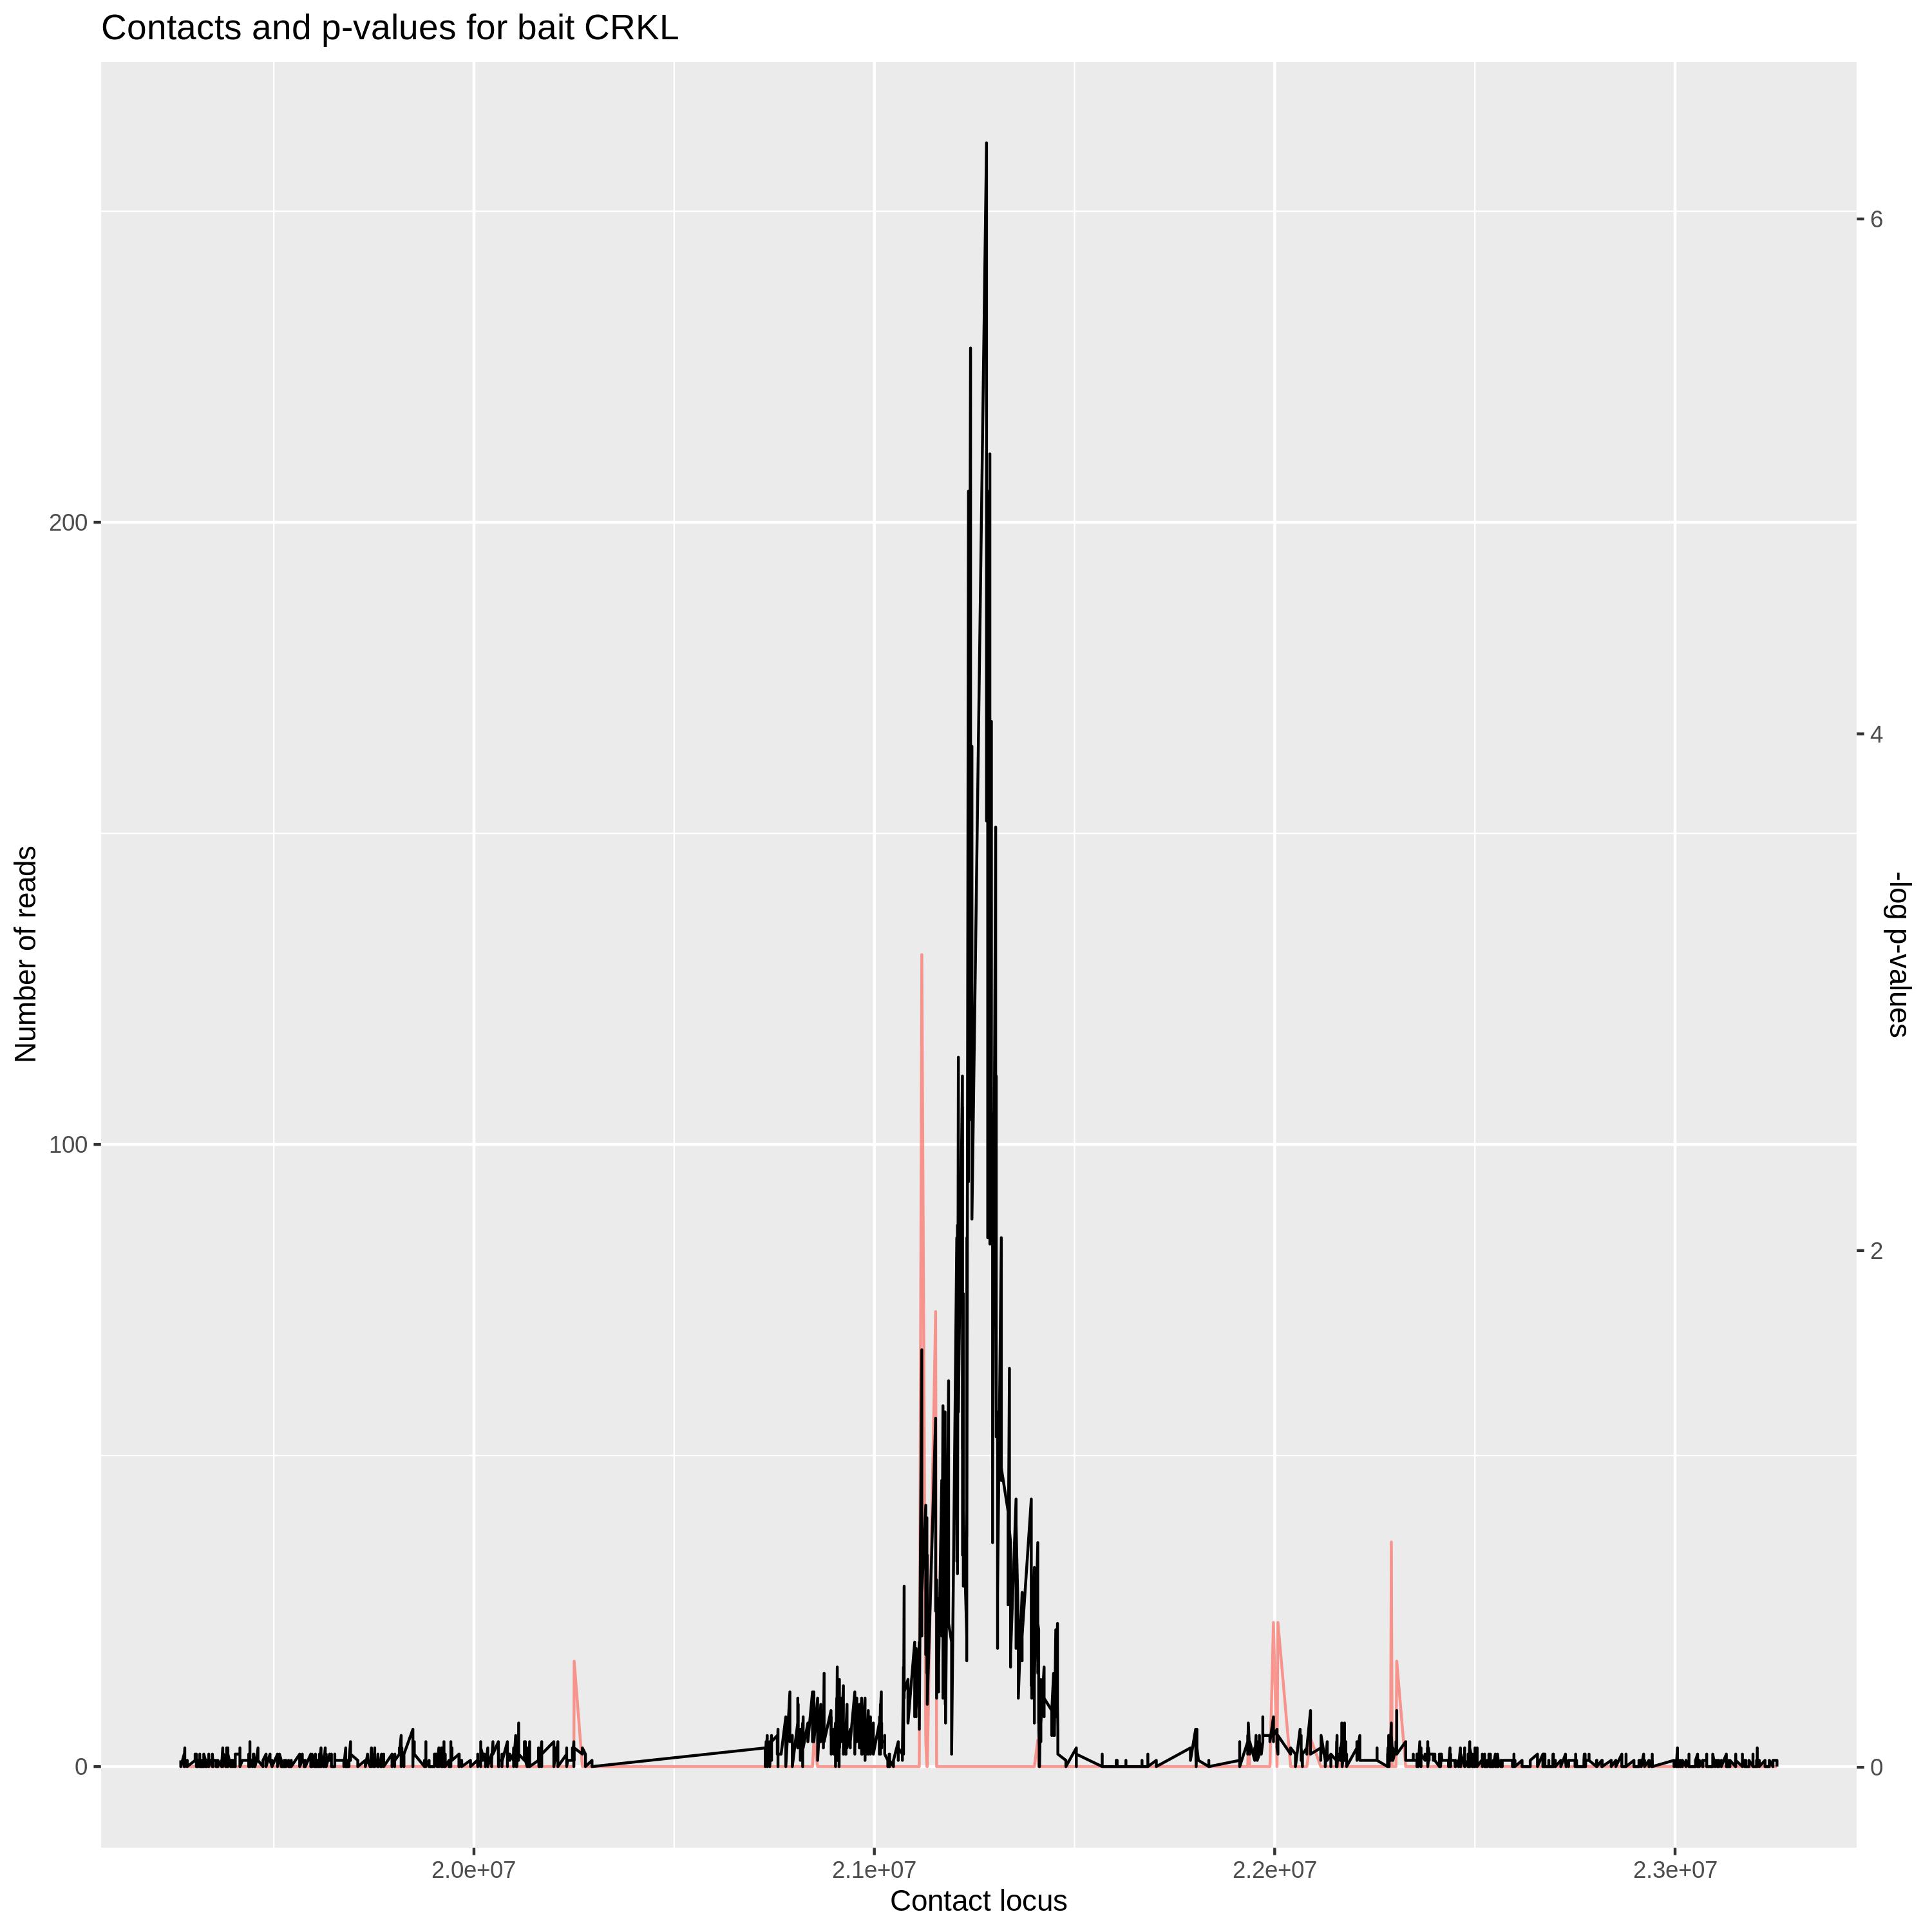 Contacts and p-values for bait CRKL
Number of reads
200
100
0
6
4
2
0
-log p-values
2.0e+07
2.1e+07
2.2e+07
2.3e+07
Contact locus